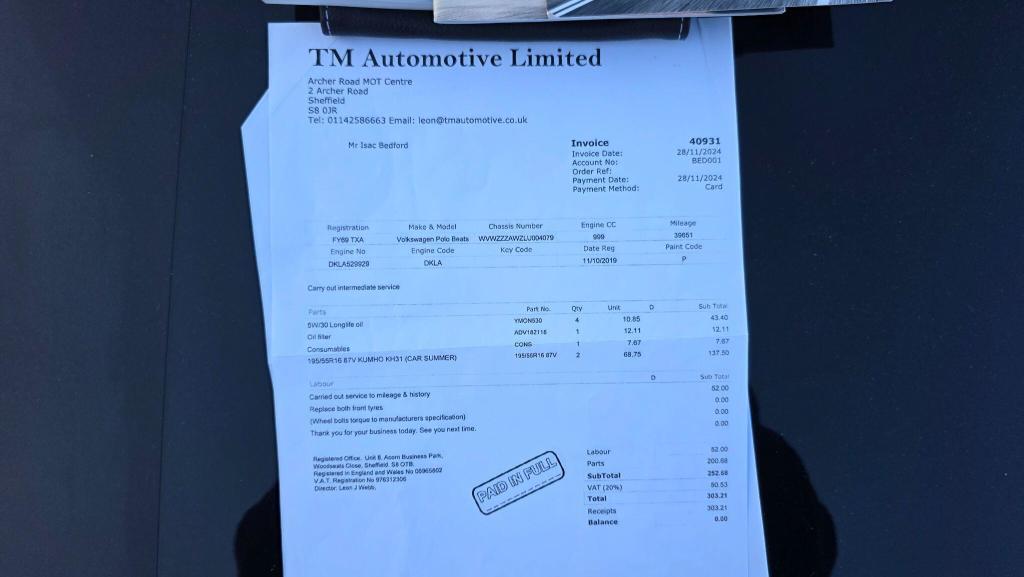 TM Automotive Limited
Archer Road MOT Centre
2 Archer Road
Sheffield
S8 0JR
Tel: 01142586663 Email: leon@tmautomotive.co.uk
Mr Isac Bedford
Invoice 40931
Invoice Date: 28/11/2024
Account No: BED001
Order Ref:
Payment Date: 28/11/2024
Payment Method: Card
Registration Make & Model Chassis Number Engine CC Mileage
FY69 TXA Volkswagen Polo Beats WVWZZZAWZLU004079 999 39651
Engine No Engine Code Key Code Date Reg Paint Code
DKLA529929 DKLA 11/10/2019 P
Carry out intermediate service
Parts Part No. Qty Unit D Sub Total
5W/30 Longlife oil YMON530 4 10.85 43.40
Oil filter ADV182118 1 12.11 12.11
Consumables CONS 1 7.67 7.67
195/55R16 87V KUMHO KH31 (CAR SUMMER) 195/55R16 87V 2 68.75 137.50
Labour D Sub Total
Carried out service to mileage & history 52.00
Replace both front tyres 0.00
(Wheel bolts torque to manufacturers specification) 0.00
Thank you for your business today. See you next time. 0.00
Registered Office. Unit 8, Acorn Business Park,
Woodseats Close, Sheffield. S8 0TB.
Registered in England and Wales No 06965802
V.A.T. Registration No 976312306
Director: Leon J Webb.
PAID IN FULL
Labour 52.00
Parts 200.68
SubTotal 252.68
VAT (20%) 50.53
Total 303.21
Receipts 303.21
Balance 0.00